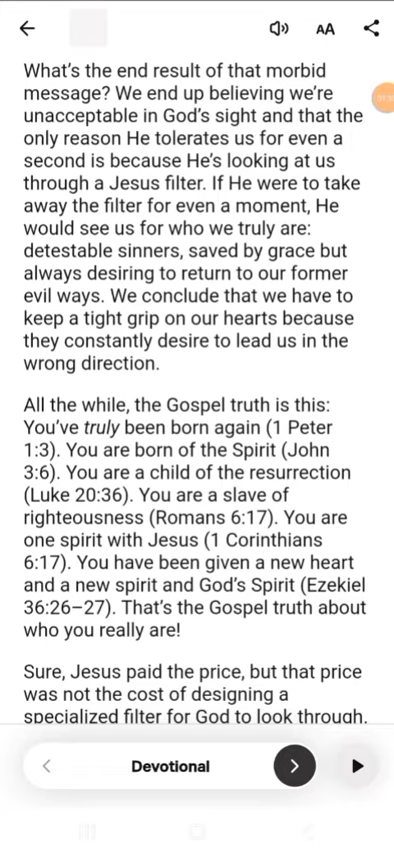 AA
What's the end result of that morbid
message? We end up believing we're
unacceptable in God's sight and that the
only reason He tolerates us for even a
second is because He's looking at us
through a Jesus filter. If He were to take
away the filter for even a moment, He
would see us for who we truly are:
detestable sinners, saved by grace but
always desiring to return to our former
evil ways. We conclude that we have to
keep a tight grip on our hearts because
they constantly desire to lead us in the
wrong direction.
All the while, the Gospel truth is this:
You've truly been born again (1 Peter
1:3). You are born of the Spirit (John
3:6). You are a child of the resurrection
(Luke 20:36). You are a slave of
righteousness (Romans 6:17). You are
one spirit with Jesus (1 Corinthians
6:17). You have been given a new heart
and a new spirit and God's Spirit (Ezekiel
36:26–27). That's the Gospel truth about
who you really are!
Sure, Jesus paid the price, but that price
was not the cost of designing a
specialized filter for God to look through.
Devotional